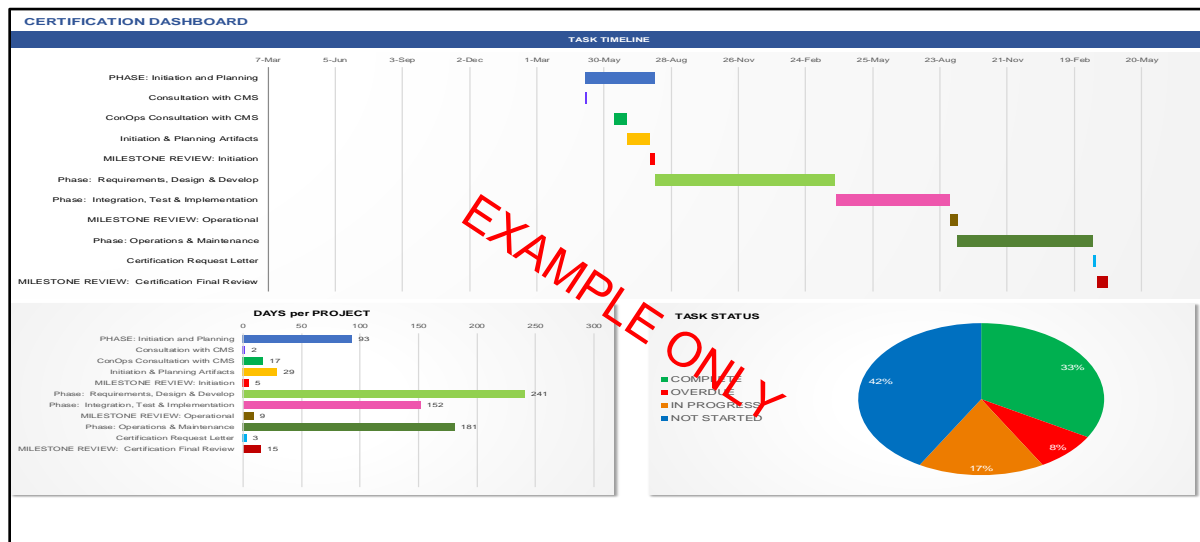 CERTIFICATION DASHBOARD
TASK TIMELINE
7-Mar 5-Jun 3-Sep 2-Dec 1-Mar 30-May 28-Aug 26-Nov 24-Feb 25-May 23-Aug 21-Nov 19-Feb 20-May
PHASE: Initiation and Planning
Consultation with CMS
ConOps Consultation with CMS
Initiation & Planning Artifacts
MILESTONE REVIEW: Initiation
Phase: Requirements, Design & Develop
Phase: Integration, Test & Implementation
MILESTONE REVIEW: Operational
Phase: Operations & Maintenance
Certification Request Letter
MILESTONE REVIEW: Certification Final Review
EXAMPLE ONLY
DAYS per PROJECT
0 50 100 150 200 250 300
PHASE: Initiation and Planning 93
Consultation with CMS 2
ConOps Consultation with CMS 17
Initiation & Planning Artifacts 29
MILESTONE REVIEW: Initiation 5
Phase: Requirements, Design & Develop 241
Phase: Integration, Test & Implementation 152
MILESTONE REVIEW: Operational 9
Phase: Operations & Maintenance 181
Certification Request Letter 3
MILESTONE REVIEW: Certification Final Review 15
TASK STATUS
COMPLETE
OVERDUE
IN PROGRESS
NOT STARTED
33%
8%
17%
42%